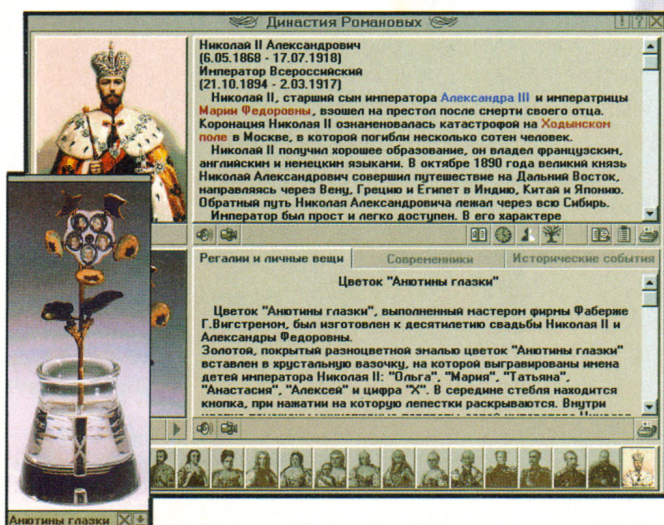 Династия Романовых
Николай II Александрович
(6.05.1868 - 17.07.1918)
Император Всероссийский
(21.10.1894 - 2.03.1917)
Николай II, старший сын императора Александра III и императрицы
Марии Федоровны, взошел на престол после смерти своего отца.
Коронация Николая II ознаменовалась катастрофой на Ходынском
поле в Москве, в которой погибли несколько сотен человек.
Николай II получил хорошее образование, он владел французским,
английским и немецким языками. В октябре 1890 года великий князь
Николай Александрович совершил путешествие на Дальний Восток,
направляясь через Вену, Грецию и Египет в Индию, Китай и Японию.
Обратный путь Николая Александровича лежал через всю Сибирь.
Император был прост и легко доступен. В его характере
Регалии и личные вещи
Современники
Исторические события
Цветок "Анютины глазки"
Цветок "Анютины глазки", выполненный мастером фирмы Фаберже
Г.Вигстремом, был изготовлен к десятилетию свадьбы Николая II и
Александры Федоровны.
Золотой, покрытый разноцветной эмалью цветок "Анютины глазки"
вставлен в хрустальную вазочку, на которой выгравированы имена
детей императора Николая II: "Ольга", "Мария", "Татьяна",
"Анастасия", "Алексей" и цифра "X". В середине стебля находится
кнопка, при нажатии на которую лепестки раскрываются. Внутри
Анютины глазки